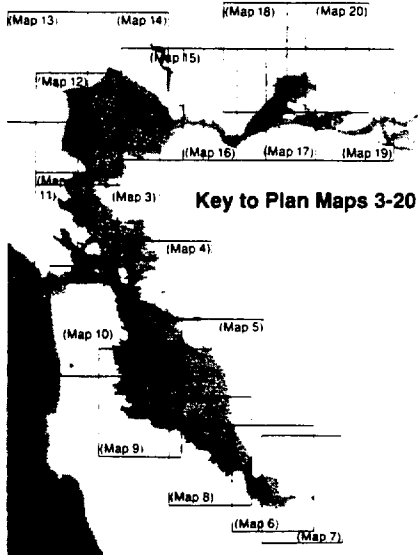 (Map 13)
(Map 14)
(Map 18)
(Map 20)
(Map 15)
(Map 12)
(Map 16)
(Map 17)
(Map 19)
(Map
11)
(Map 3)
Key to Plan Maps 3-20
(Map 4)
(Map 5)
(Map 10)
(Map 9)
(Map 8)
(Map 6)
(Map 7)